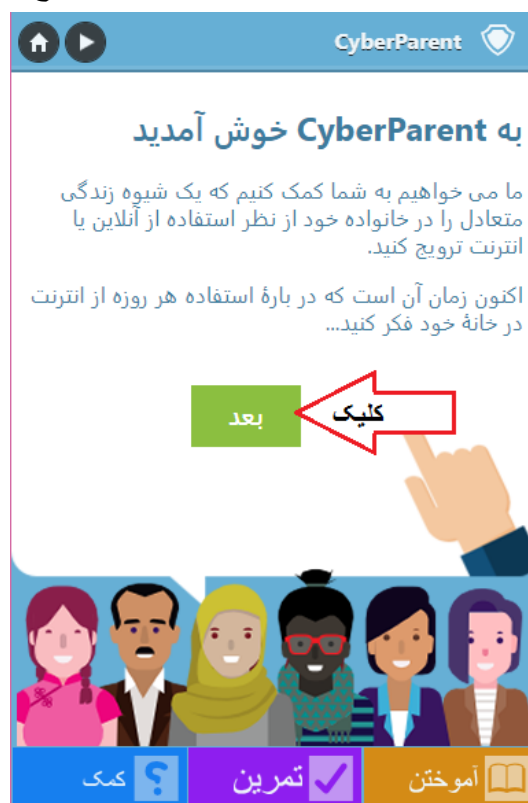 CyberParent
به CyberParent خوش آمدید
ما می خواهیم به شما کمک کنیم که یک شیوه زندگی
متعادل را در خانواده خود از نظر استفاده از آنلاین یا
انترنت ترویج کنید.
اکنون زمان آن است که در بارۀ استفاده هر روزه از انترنت
در خانۀ خود فکر کنید...
بعد
کلیک
آموختن
تمرین
کمک